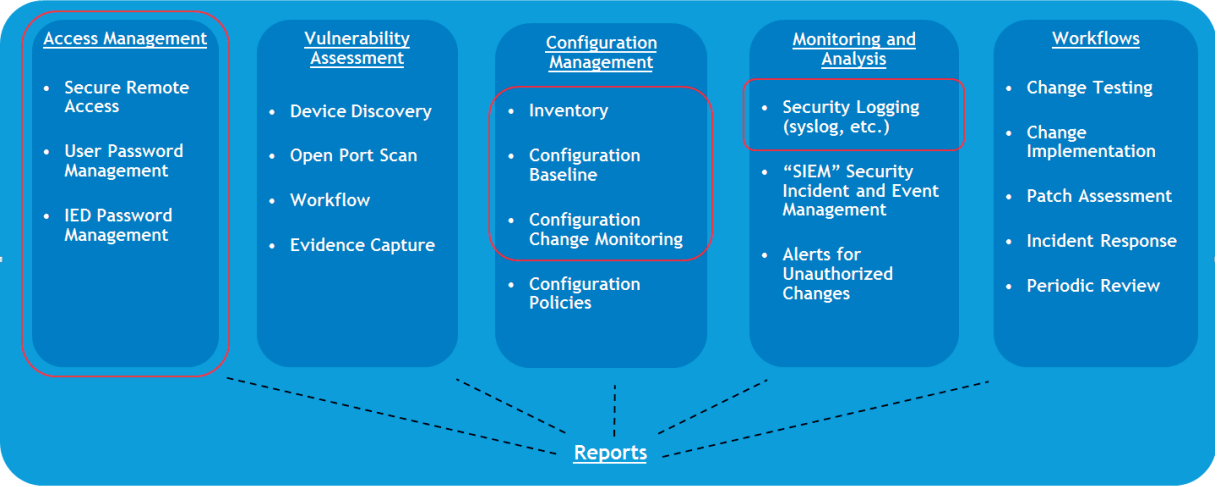 Access Management
• Secure Remote
Access
• User Password
Management
• IED Password
Management
Vulnerability
Assessment
• Device Discovery
• Open Port Scan
• Workflow
• Evidence Capture
Configuration
Management
• Inventory
• Configuration
Baseline
• Configuration
Change Monitoring
• Configuration
Policies
Monitoring and
Analysis
• Security Logging
(syslog, etc.)
• “SIEM” Security
Incident and Event
Management
• Alerts for
Unauthorized
Changes
Workflows
• Change Testing
• Change
Implementation
• Patch Assessment
• Incident Response
• Periodic Review
Reports